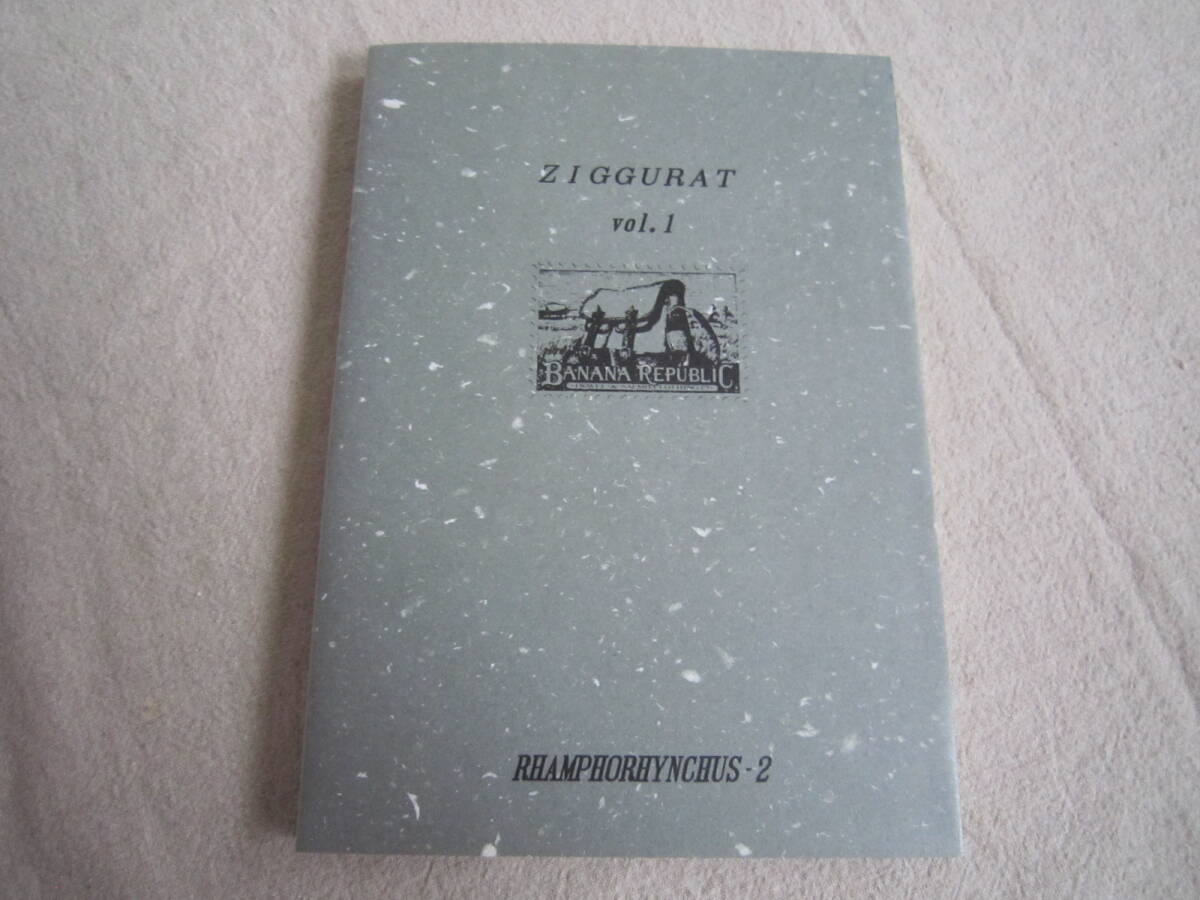 ZIGGURAT
vol.1
BANANA REPUBLIC
RHAMPHORHYNCHUS-2